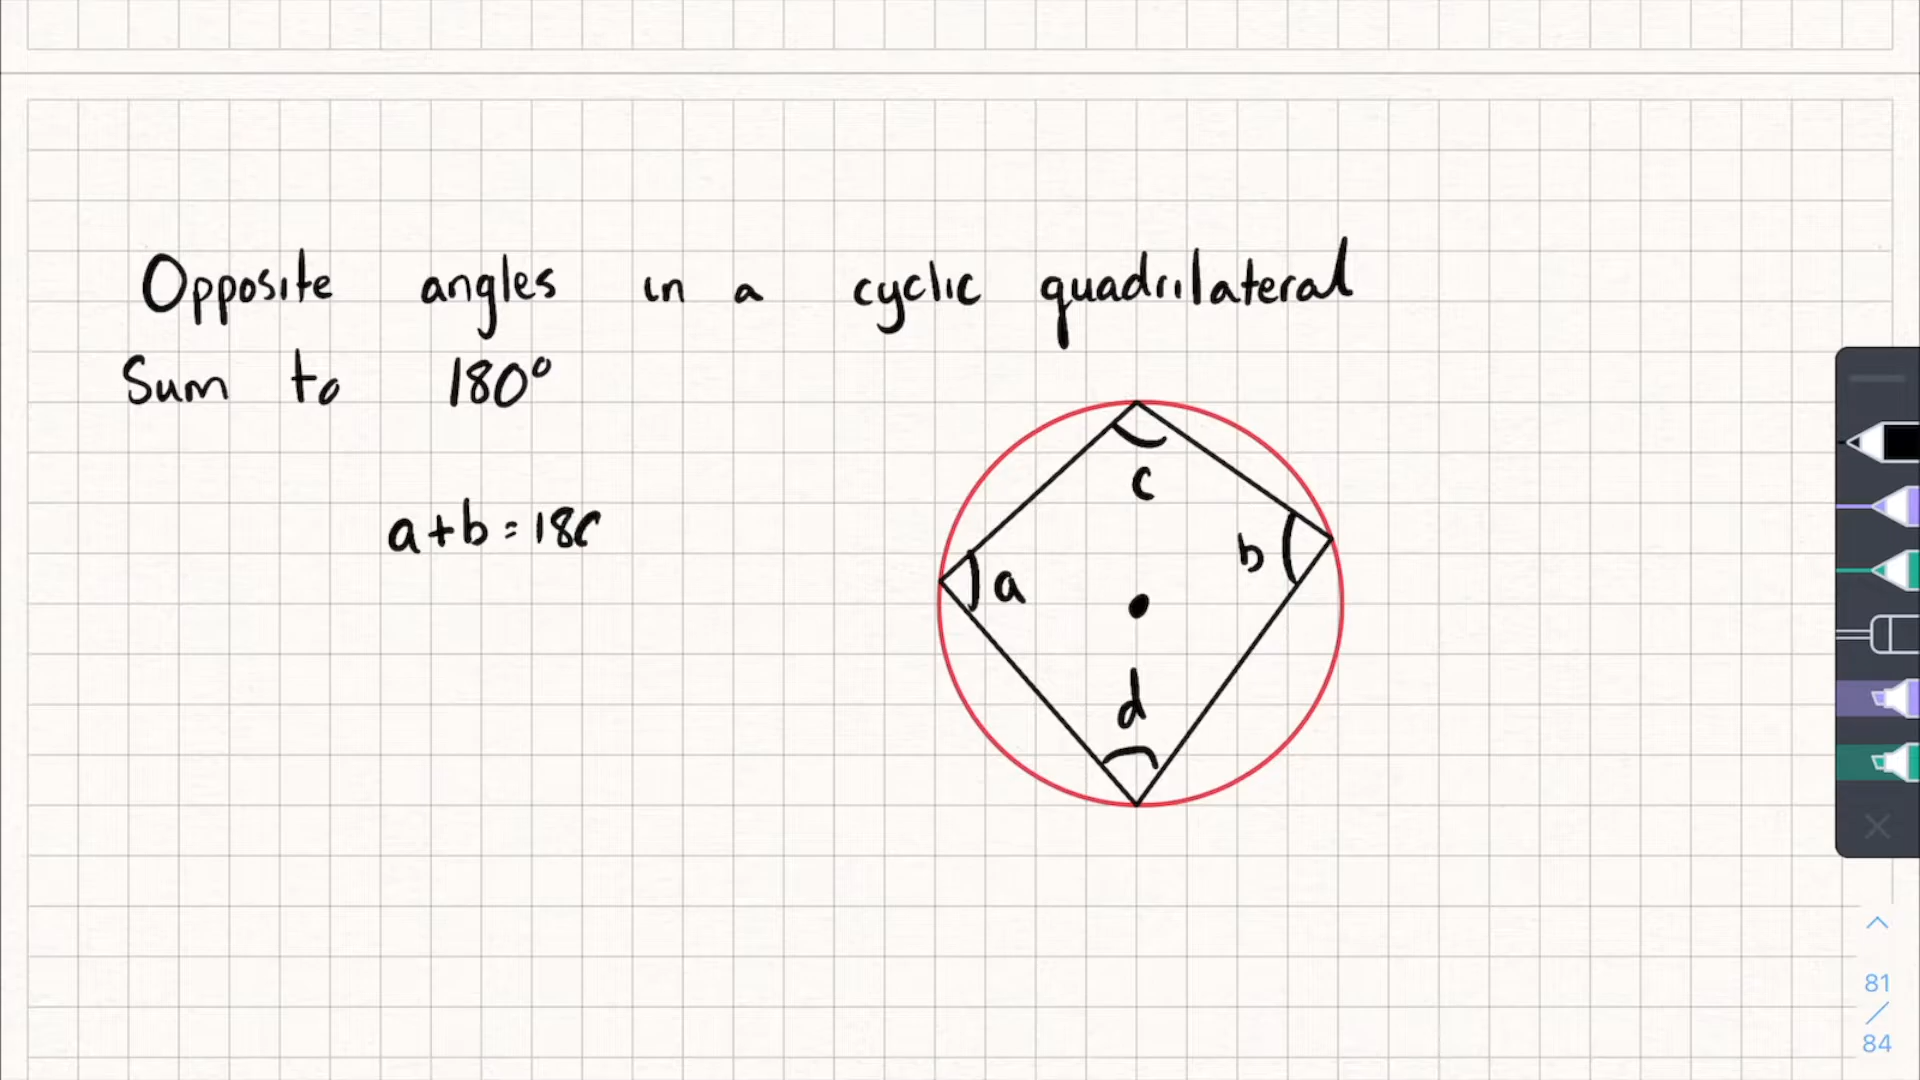 Opposite angles in a cyclic quadrilateral
Sum to 180°
a+b=18
c
b
a
d
81
/
84